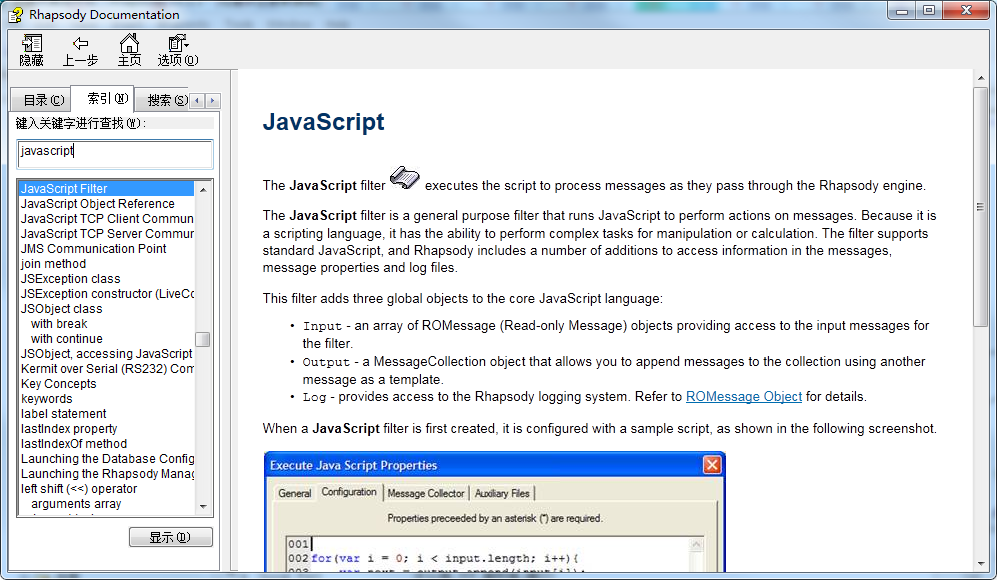 Rhapsody Documentation
隐藏 上一步 主页 选项(O)
目录(C) 索引(N) 搜索(S)
键入关键字进行查找(W):
javascript
JavaScript Filter
JavaScript Object Reference
JavaScript TCP Client Commun
JavaScript TCP Server Commur
JMS Communication Point
join method
JSException class
JSException constructor (LiveCo
JSObject class
with break
with continue
JSObject, accessing JavaScript
Kermit over Serial (RS232) Com
Key Concepts
keywords
label statement
lastIndex property
lastIndexOf method
Launching the Database Config
Launching the Rhapsody Manag
left shift (<<) operator
arguments array
显示(D)
JavaScript
The JavaScript filter executes the script to process messages as they pass through the Rhapsody engine.
The JavaScript filter is a general purpose filter that runs JavaScript to perform actions on messages. Because it
is a scripting language, it has the ability to perform complex tasks for manipulation or calculation. The filter supports
standard JavaScript, and Rhapsody includes a number of additions to access information in the messages,
message properties and log files.
This filter adds three global objects to the core JavaScript language:
• Input - an array of ROMessage (Read-only Message) objects providing access to the input messages for
the filter.
• Output - a MessageCollection object that allows you to append messages to the collection using another
message as a template.
• Log - provides access to the Rhapsody logging system. Refer to ROMessage Object for details.
When a JavaScript filter is first created, it is configured with a sample script, as shown in the following screenshot.
Execute Java Script Properties
General Configuration Message Collector Auxiliary Files
Properties preceeded by an asterisk (*) are required.
001
002 for(var i = 0; i < input.length; i++){
003 var next = output.append(input[i]);